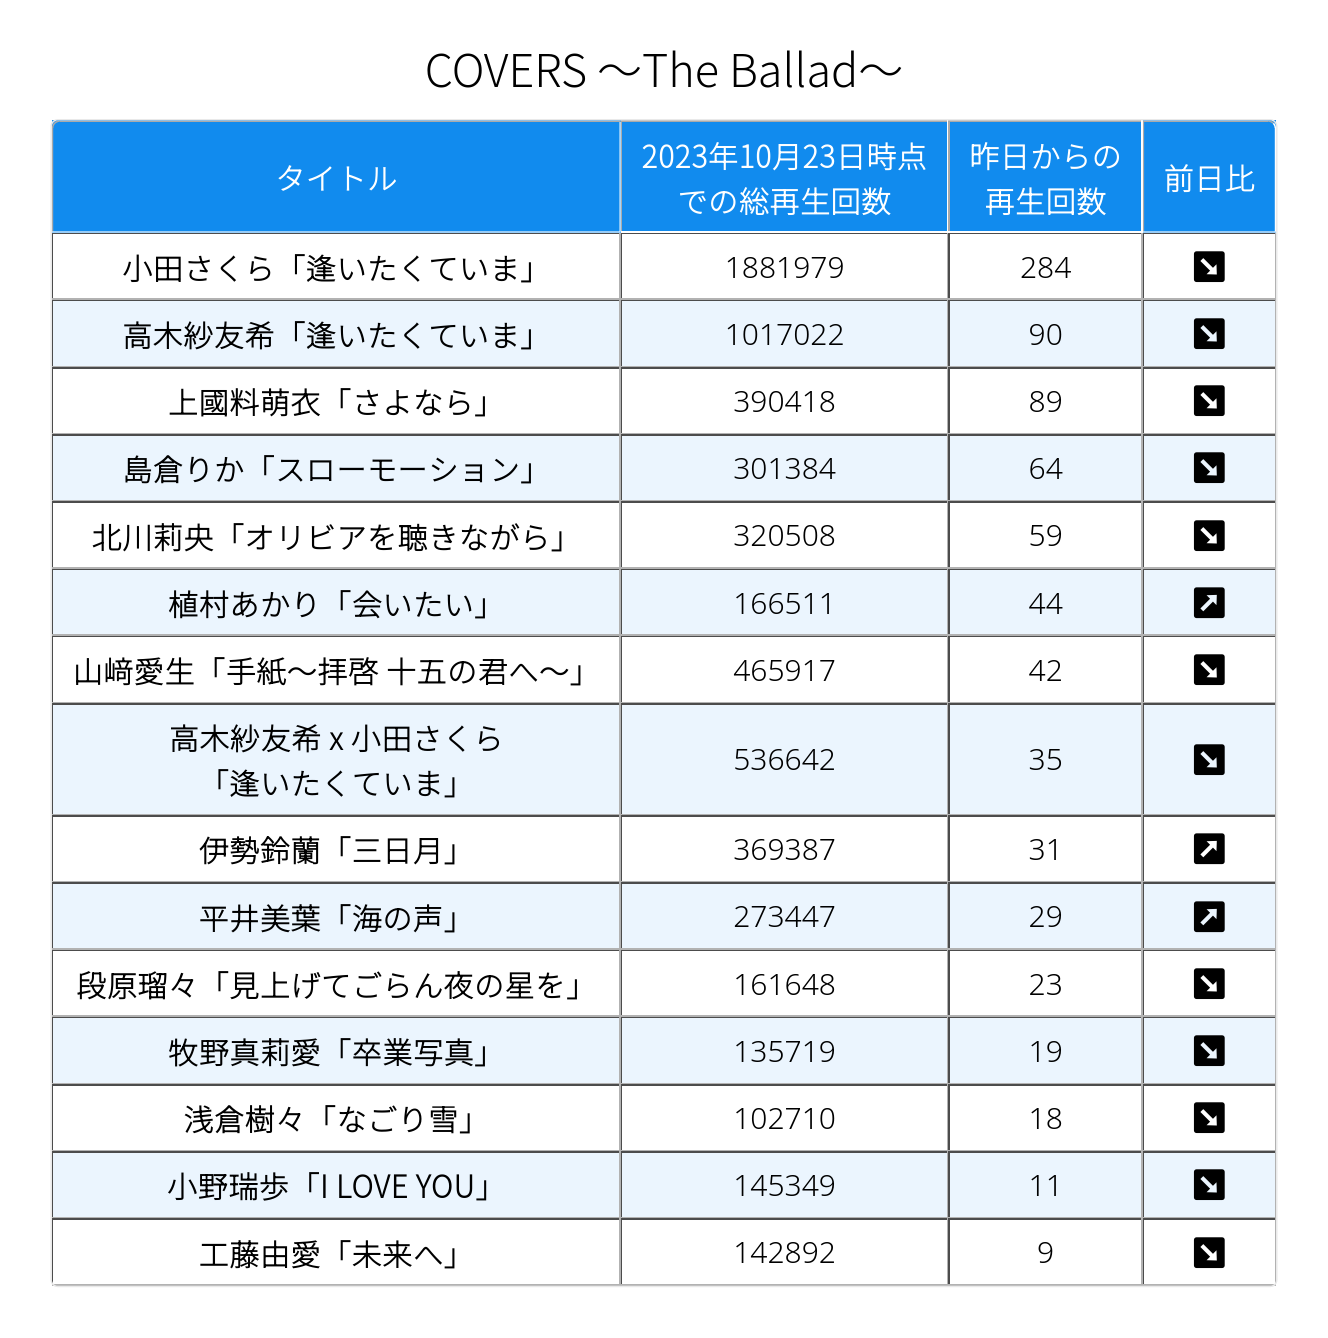 COVERS ～The Ballad～
タイトル
2023年10月23日時点
での総再生回数
昨日からの
再生回数
前日比
小田さくら「逢いたくていま」 1881979 284 ↘
高木紗友希「逢いたくていま」 1017022 90 ↘
上國料萌衣「さよなら」 390418 89 ↘
島倉りか「スローモーション」 301384 64 ↘
北川莉央「オリビアを聴きながら」 320508 59 ↘
植村あかり「会いたい」 166511 44 ↗
山﨑愛生「手紙～拝啓 十五の君へ～」 465917 42 ↘
高木紗友希 x 小田さくら
「逢いたくていま」 536642 35 ↘
伊勢鈴蘭「三日月」 369387 31 ↗
平井美葉「海の声」 273447 29 ↗
段原瑠々「見上げてごらん夜の星を」 161648 23 ↘
牧野真莉愛「卒業写真」 135719 19 ↘
浅倉樹々「なごり雪」 102710 18 ↘
小野瑞歩「I LOVE YOU」 145349 11 ↘
工藤由愛「未来へ」 142892 9 ↘